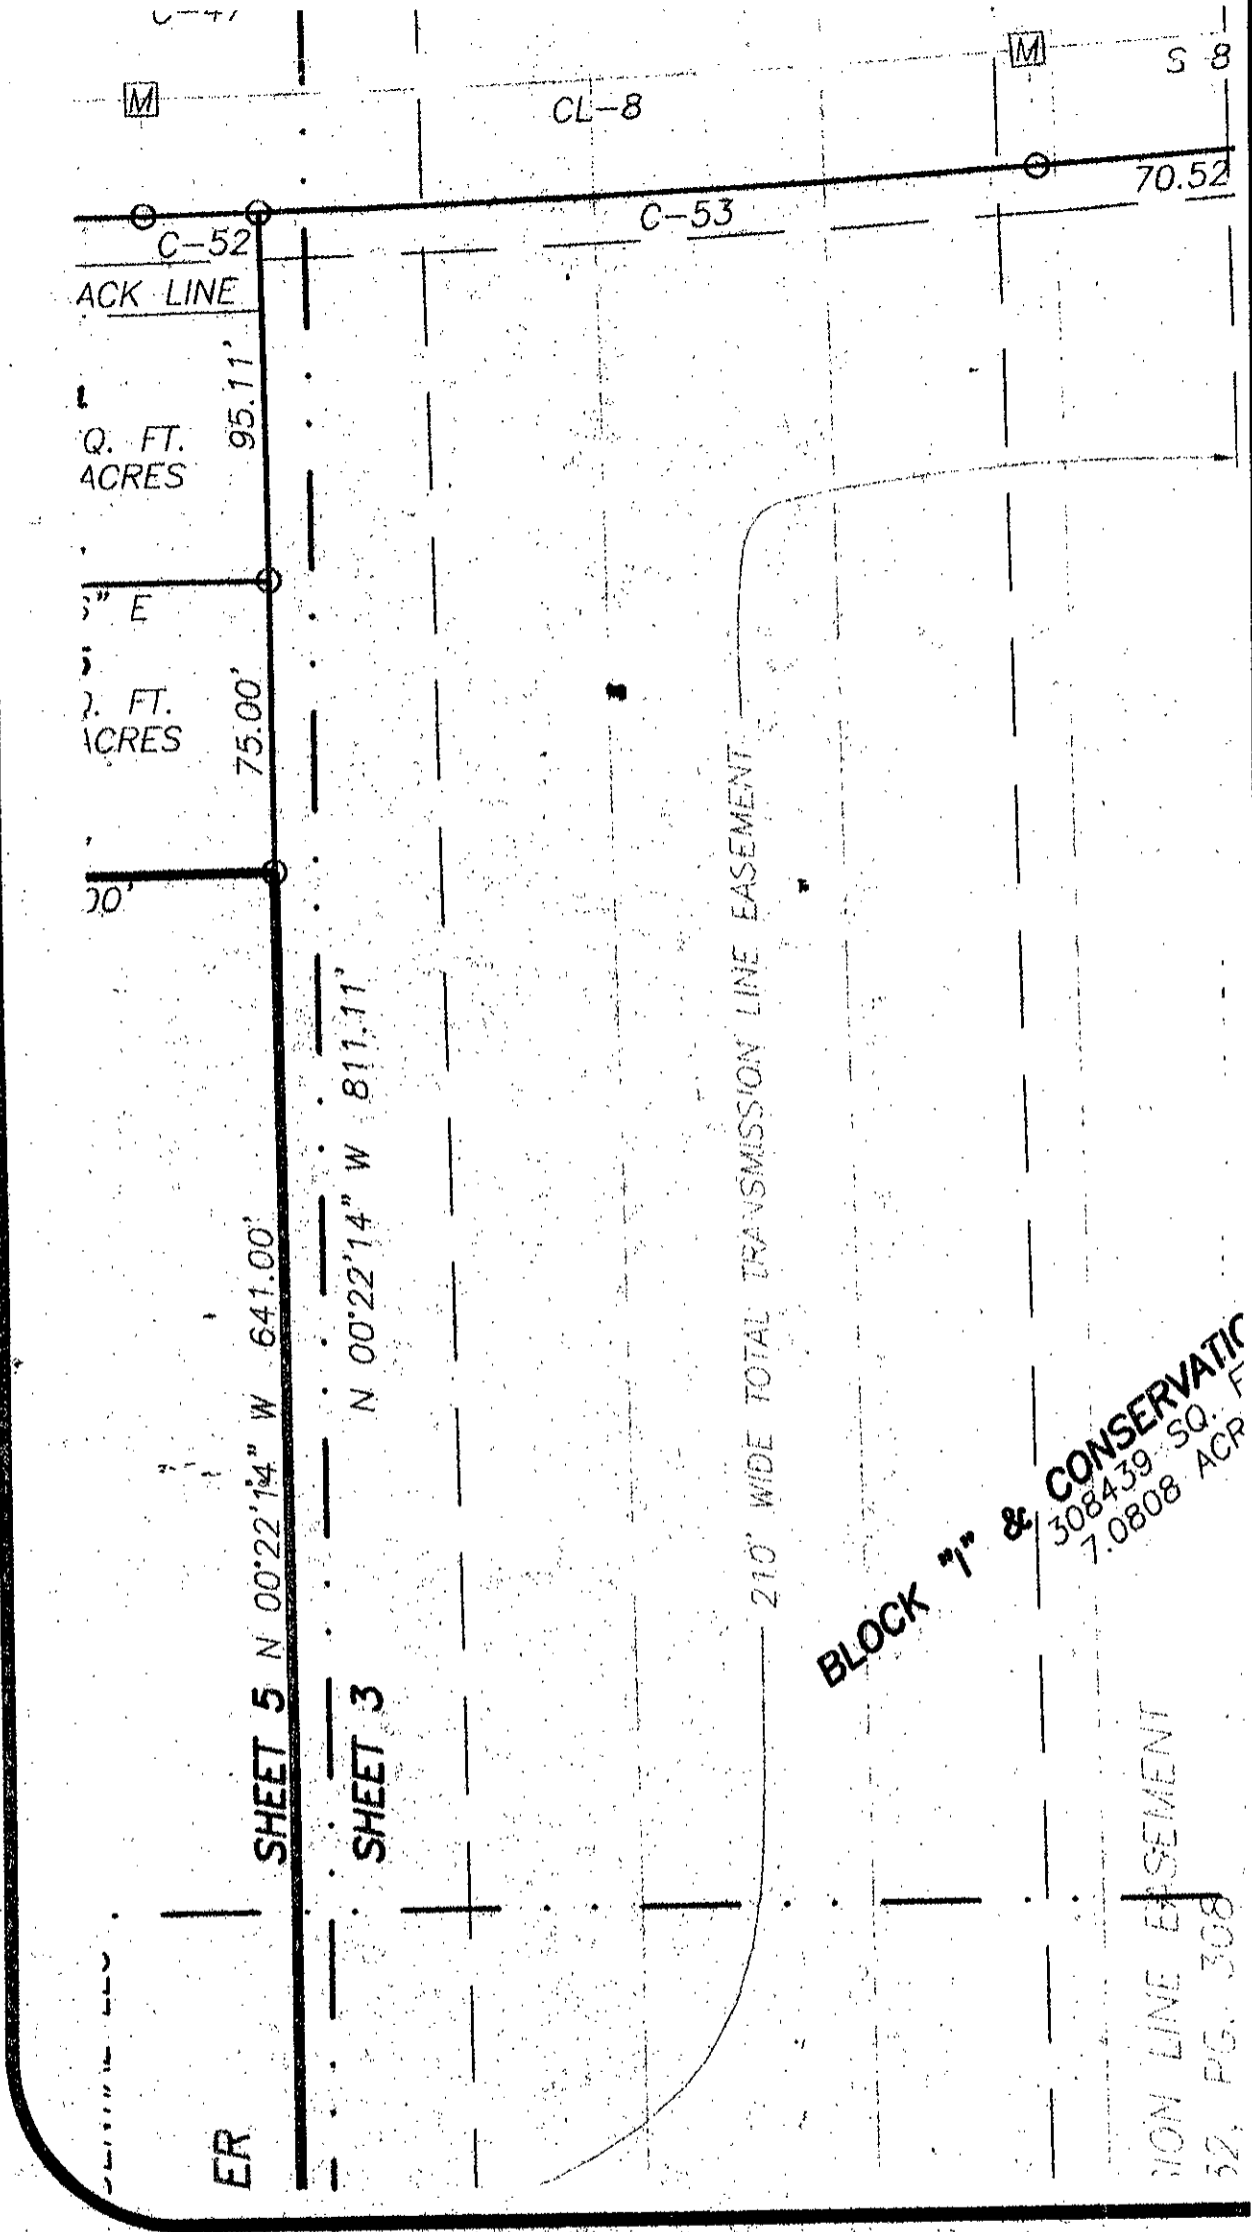 C-47
M
M
CL-8
S 8
70.52
C-53
C-52
ACK LINE
95.11'
Q. FT.
ACRES
" E
75.00'
. FT.
ACRES
00'
N 00°22'14" W 811.11'
N 00°22'14" W 641.00'
210' WIDE TOTAL TRANSMISSION LINE EASEMENT
BLOCK "I" & CONSERVATIO
308439 SQ. F
7.0808 ACR
SHEET 5
SHEET 3
ION LINE EASEMENT
52, PG. 308
ER